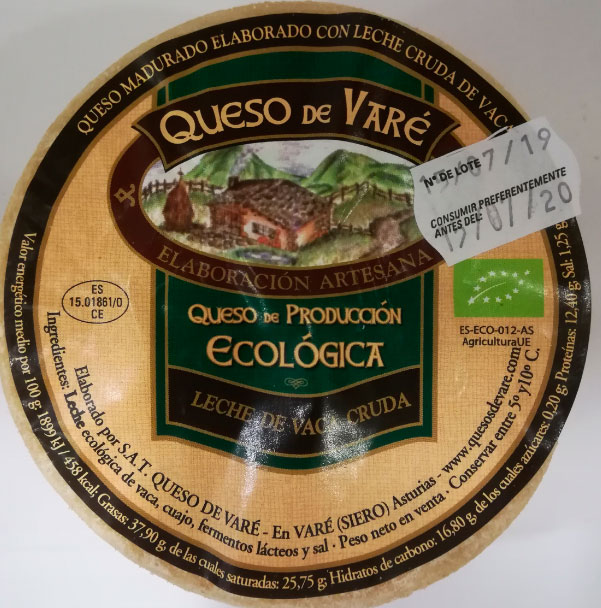 QUESO MADURADO ELABORADO CON LECHE CRUDA DE VACA
QUESO DE VARÉ
ELABORACIÓN ARTESANA
QUESO DE PRODUCCIÓN
ECOLÓGICA
LECHE DE VACA CRUDA
Nº DE LOTE
/07/19
CONSUMIR PREFERENTEMENTE
ANTES DEL:
/20
ES
15.01861/0
CE
ES-ECO-012-AS
AgriculturaUE
Elaborado por S.A.T. QUESO DE VARÉ - En VARÉ (SIERO) Asturias - www.quesosdevare.com
Ingredientes: Leche ecológica de vaca, cuajo, fermentos lácteos y sal · Peso neto en venta · Conservar entre 5º y10º C.
Valor energético medio por 100 g: 1899 kJ / 458 kcal; Grasas: 37,90 g, de las cuales saturadas: 25,75 g; Hidratos de carbono: 16,80 g, de los cuales azúcares: 0,20 g; Proteínas: 12,40 g; Sal: 1,25 g